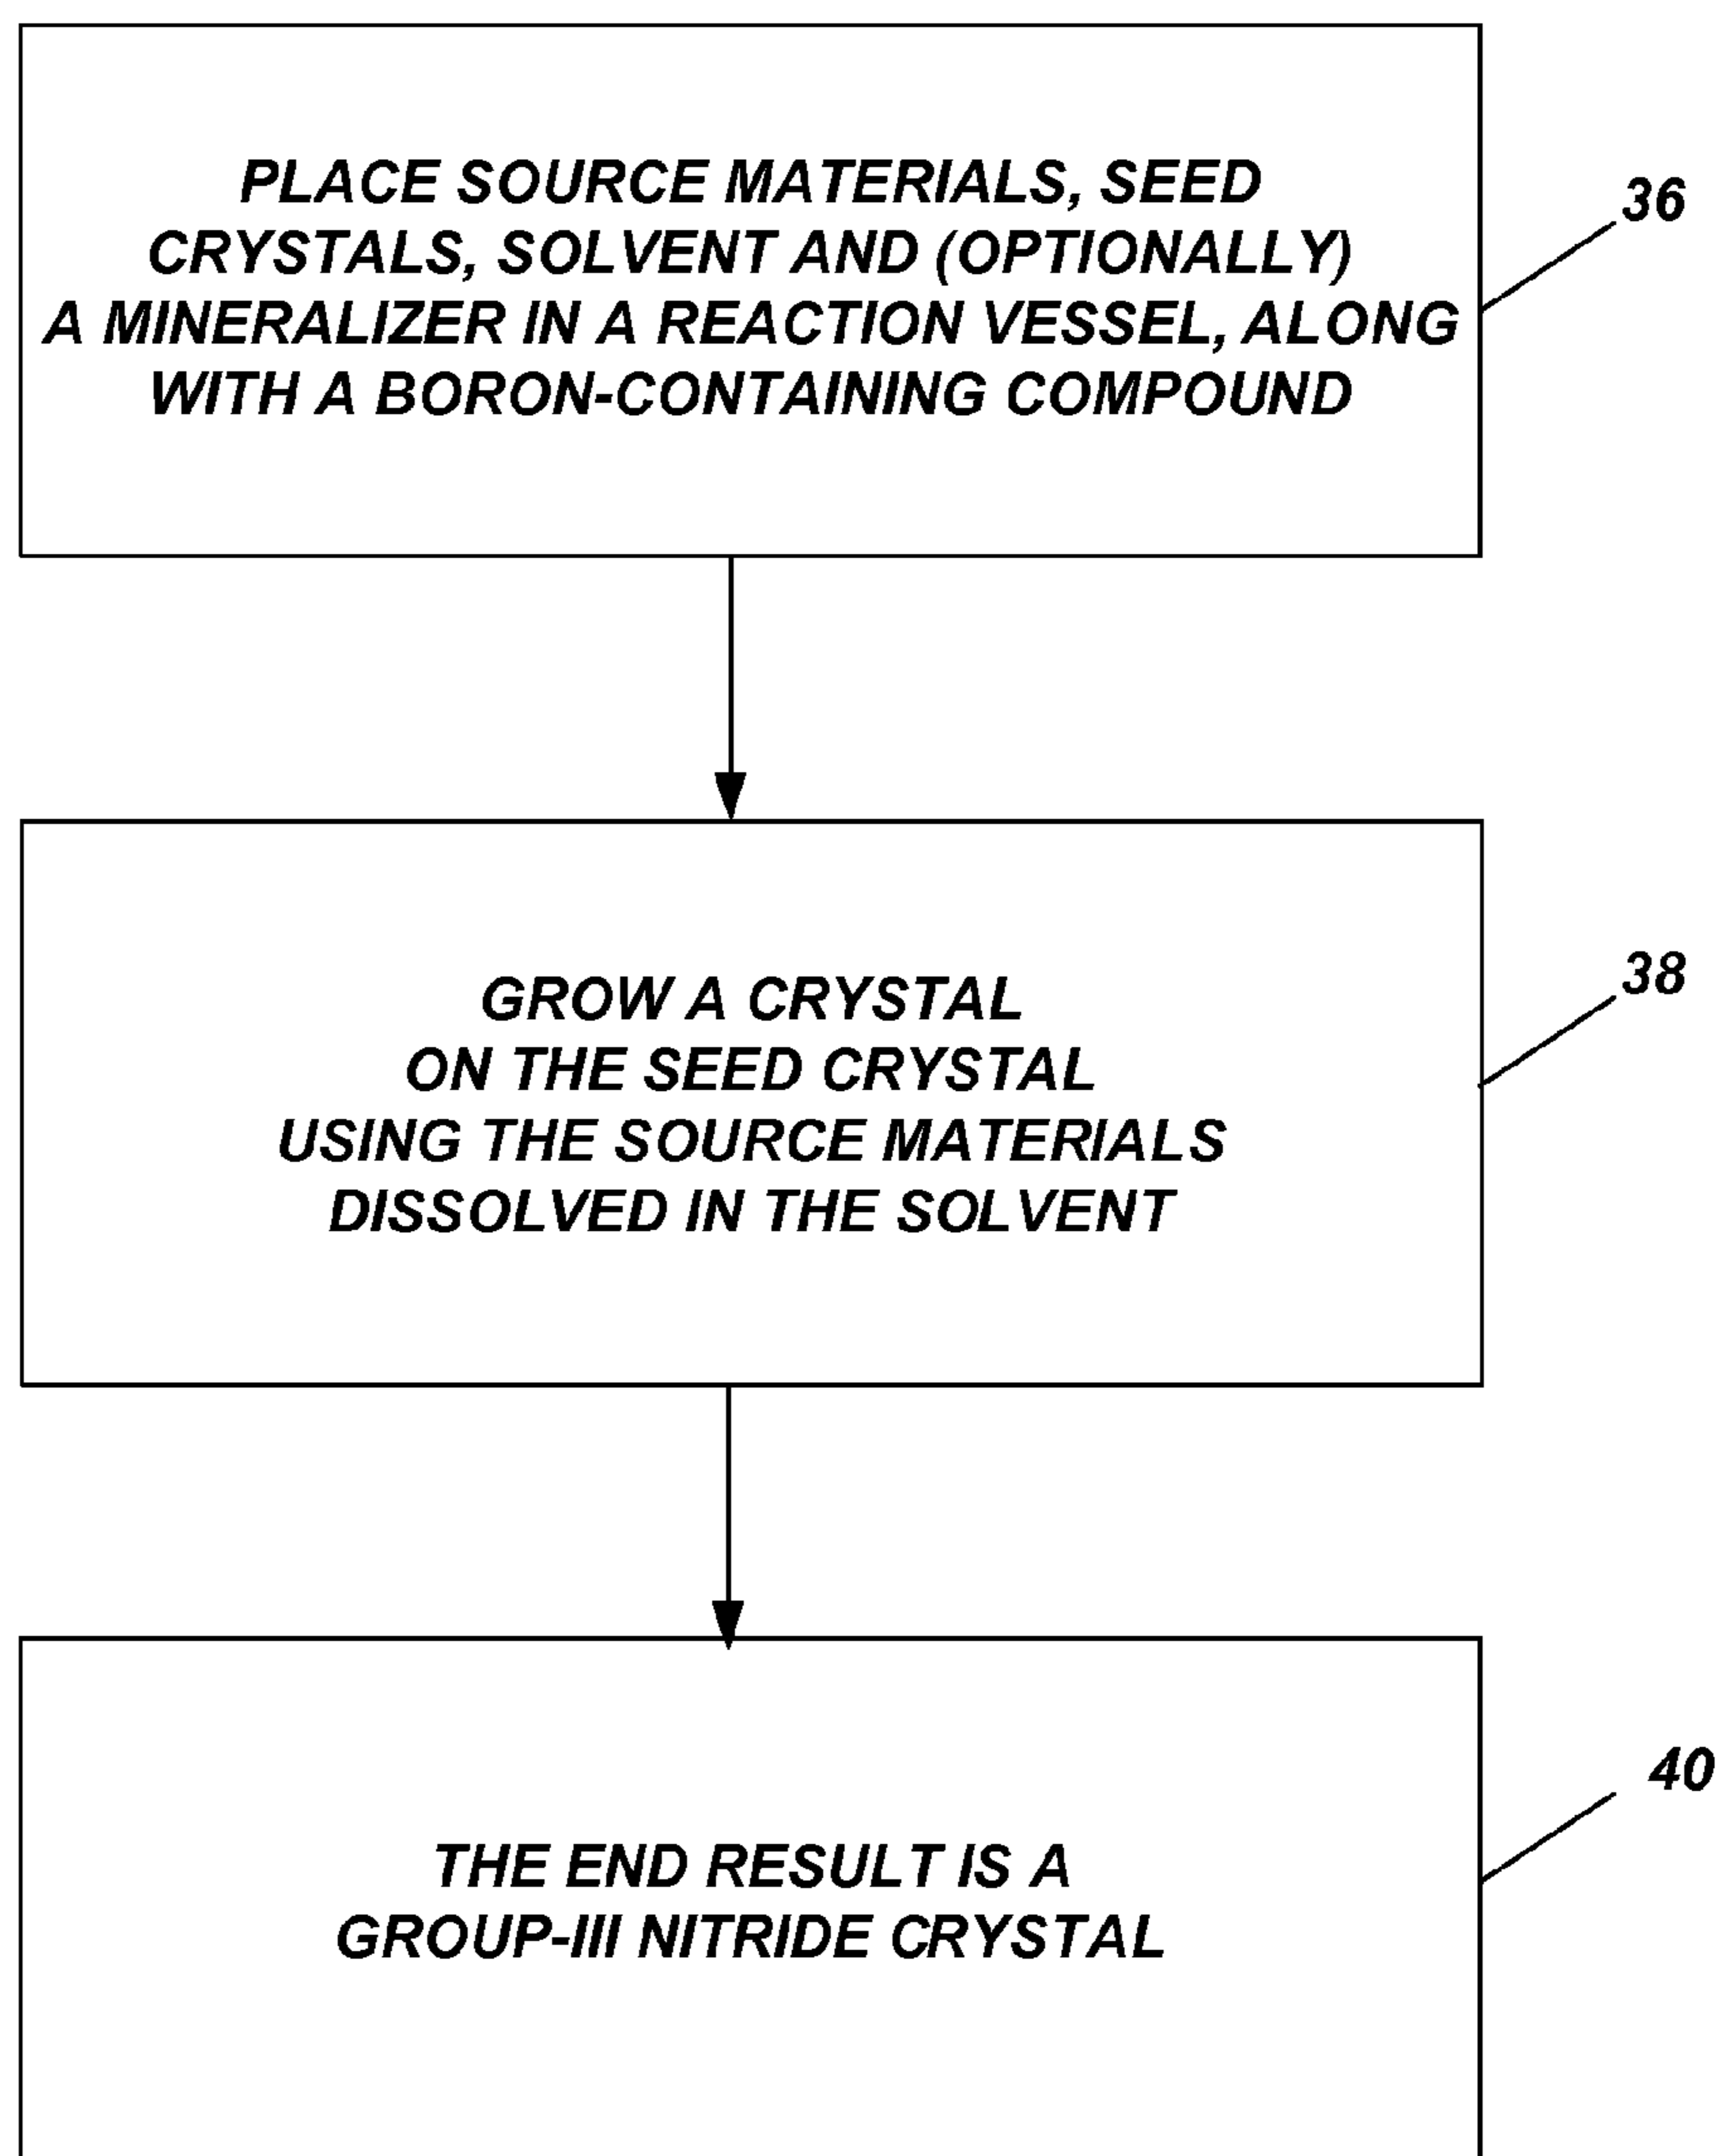 PLACE SOURCE MATERIALS, SEED
CRYSTALS, SOLVENT AND (OPTIONALLY)
A MINERALIZER IN A REACTION VESSEL, ALONG
WITH A BORON-CONTAINING COMPOUND
36
GROW A CRYSTAL
ON THE SEED CRYSTAL
USING THE SOURCE MATERIALS
DISSOLVED IN THE SOLVENT
38
THE END RESULT IS A
GROUP-III NITRIDE CRYSTAL
40